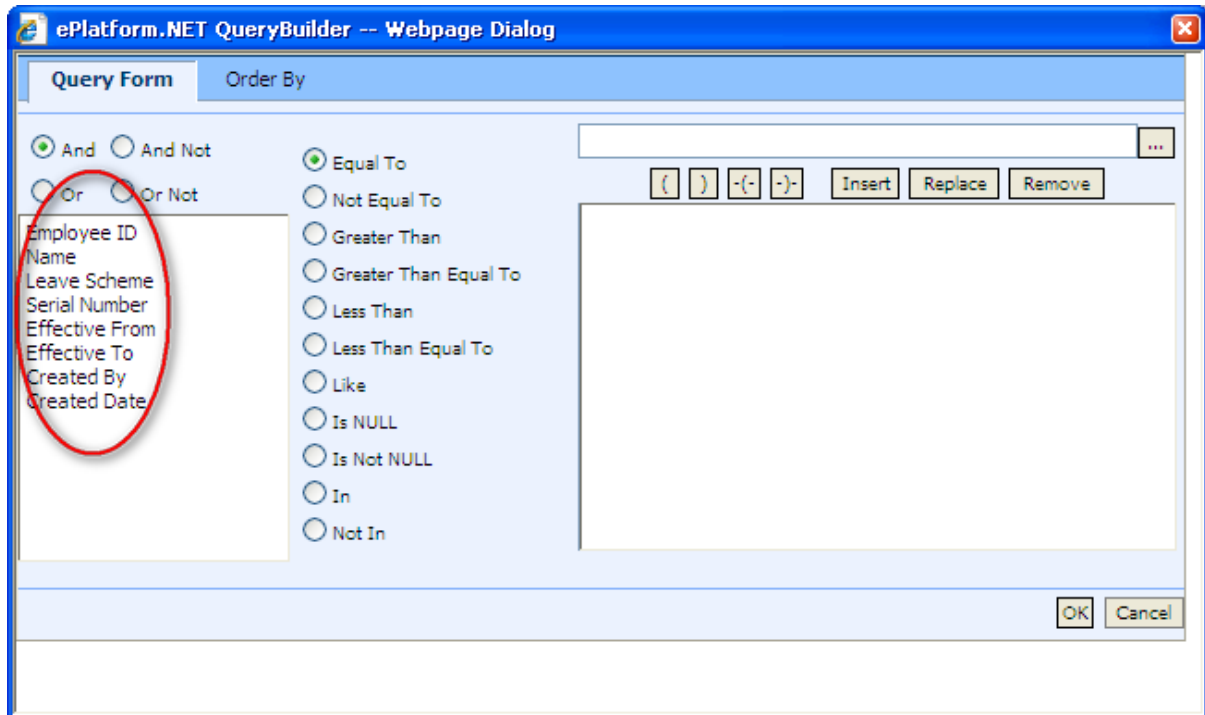 ePlatform.NET QueryBuilder -- Webpage Dialog
Query Form Order By
And And Not
Or Or Not
Employee ID
Name
Leave Scheme
Serial Number
Effective From
Effective To
Created By
Created Date
Equal To
Not Equal To
Greater Than
Greater Than Equal To
Less Than
Less Than Equal To
Like
Is NULL
Is Not NULL
In
Not In
...
( ) -(- -)- Insert Replace Remove
OK Cancel